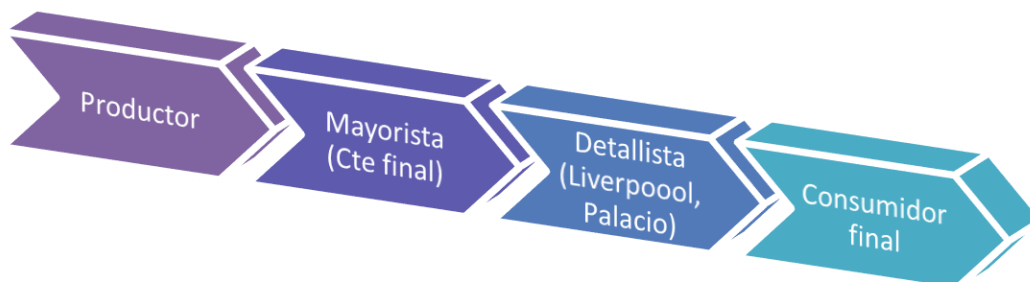 Productor
Mayorista
(Cte final)
Detallista
(Liverpoool,
Palacio)
Consumidor
final